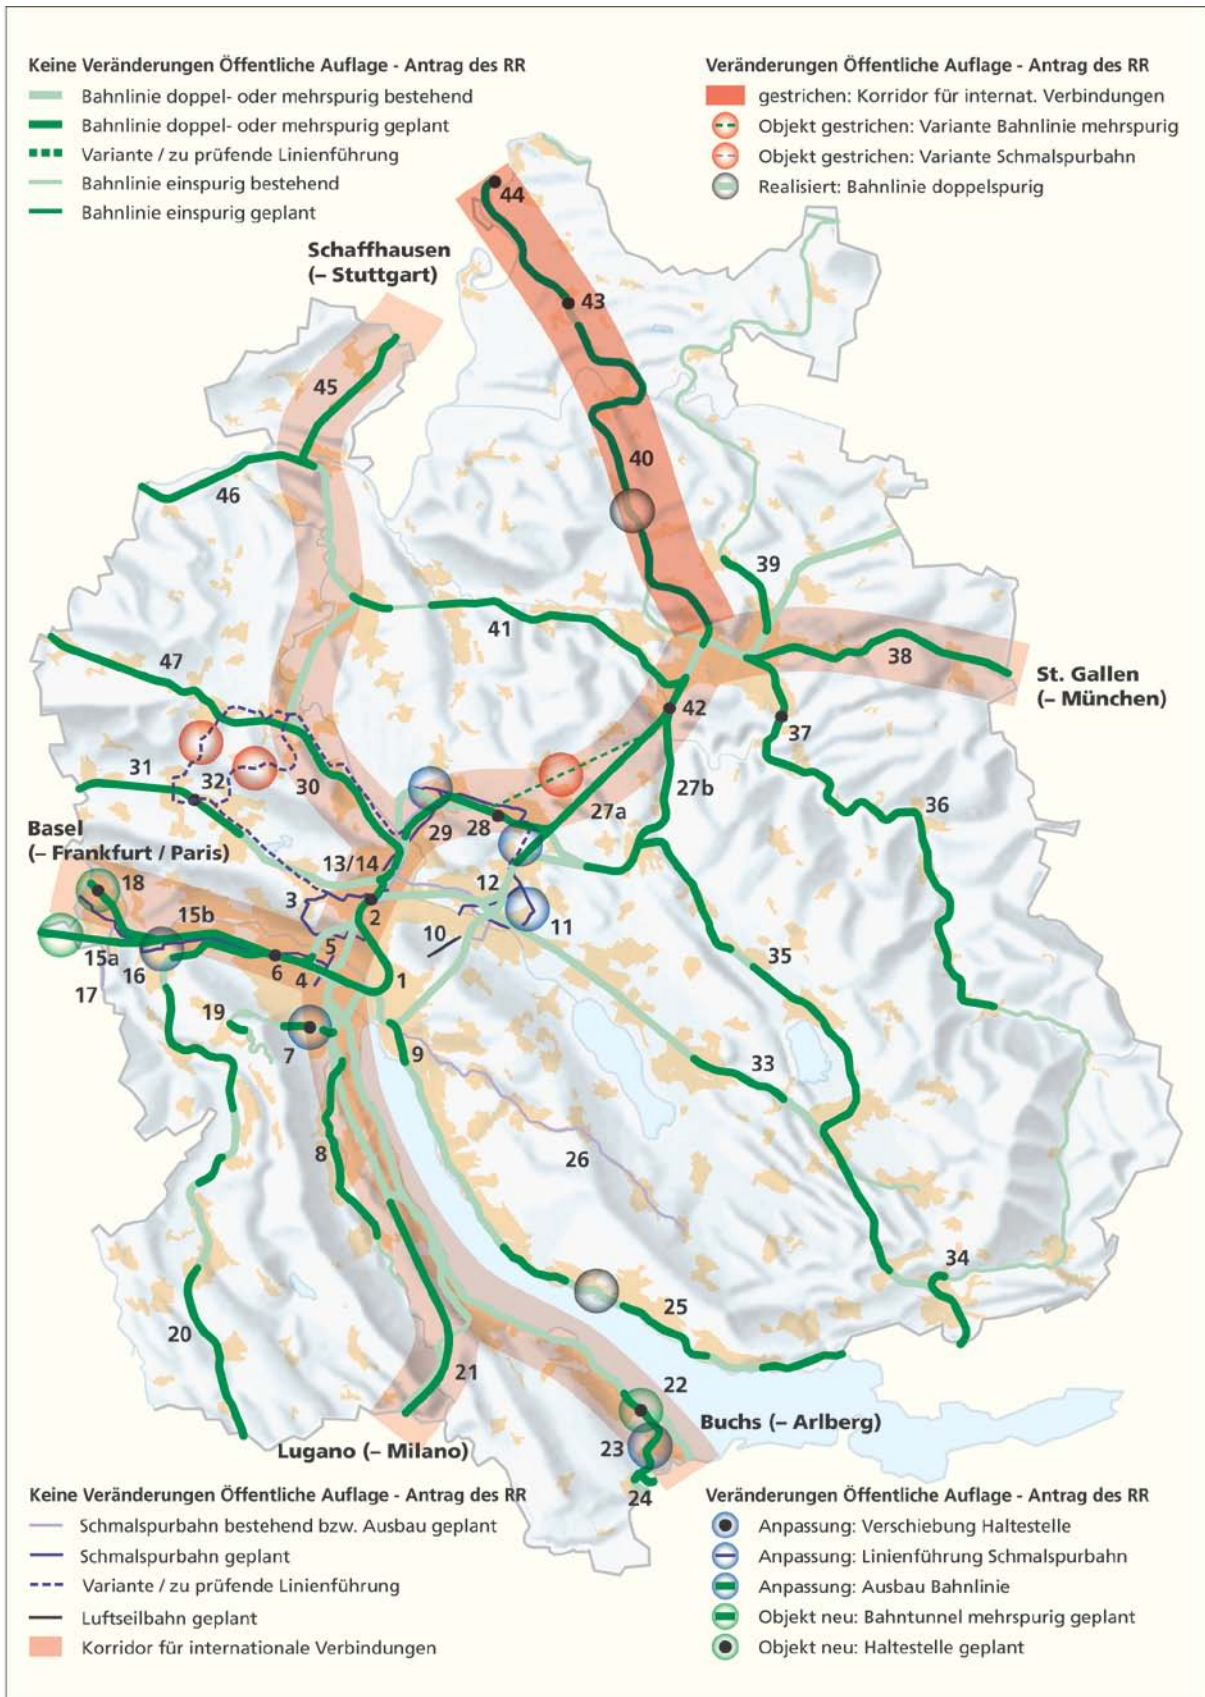 Keine Veränderungen Öffentliche Auflage - Antrag des RR
Bahnlinie doppel- oder mehrspurig bestehend
Bahnlinie doppel- oder mehrspurig geplant
Variante / zu prüfende Linienführung
Bahnlinie einspurig bestehend
Bahnlinie einspurig geplant
Veränderungen Öffentliche Auflage - Antrag des RR
gestrichen: Korridor für internat. Verbindungen
Objekt gestrichen: Variante Bahnlinie mehrspurig
Objekt gestrichen: Variante Schmalspurbahn
Realisiert: Bahnlinie doppelspurig
44
Schaffhausen
(– Stuttgart)
43
45
40
46
39
41
47
38
St. Gallen
(– München)
42
37
31
32
30
27b
36
Basel
(– Frankfurt / Paris)
29
28
27a
13/14
18
3
2
12
15b
11
10
5
15a
16
6
4
1
35
17
19
7
9
33
8
26
34
25
20
21
22
Buchs (– Arlberg)
23
Lugano (– Milano)
24
Keine Veränderungen Öffentliche Auflage - Antrag des RR
Schmalspurbahn bestehend bzw. Ausbau geplant
Schmalspurbahn geplant
Variante / zu prüfende Linienführung
Luftseilbahn geplant
Korridor für internationale Verbindungen
Veränderungen Öffentliche Auflage - Antrag des RR
Anpassung: Verschiebung Haltestelle
Anpassung: Linienführung Schmalspurbahn
Anpassung: Ausbau Bahnlinie
Objekt neu: Bahntunnel mehrspurig geplant
Objekt neu: Haltestelle geplant